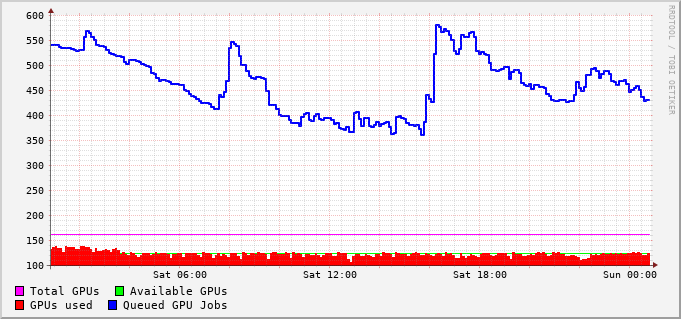 600
550
500
450
400
350
300
250
200
150
100
Sat 06:00 Sat 12:00 Sat 18:00 Sun 00:00
Total GPUs Available GPUs
GPUs used Queued GPU Jobs
RRDTOOL / TOBI OETIKER